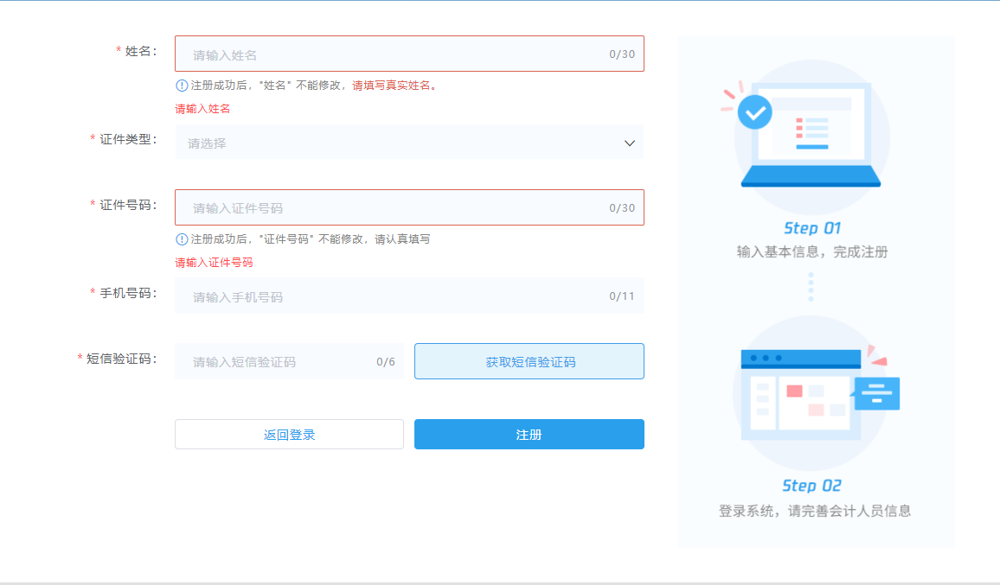 * 姓名：
请输入姓名 0/30
注册成功后，"姓名" 不能修改，请填写真实姓名。
请输入姓名
* 证件类型：
请选择
* 证件号码：
请输入证件号码 0/30
注册成功后，"证件号码" 不能修改，请认真填写
请输入证件号码
* 手机号码：
请输入手机号码 0/11
* 短信验证码：
请输入短信验证码 0/6
获取短信验证码
返回登录
注册
Step 01
输入基本信息，完成注册
Step 02
登录系统，请完善会计人员信息